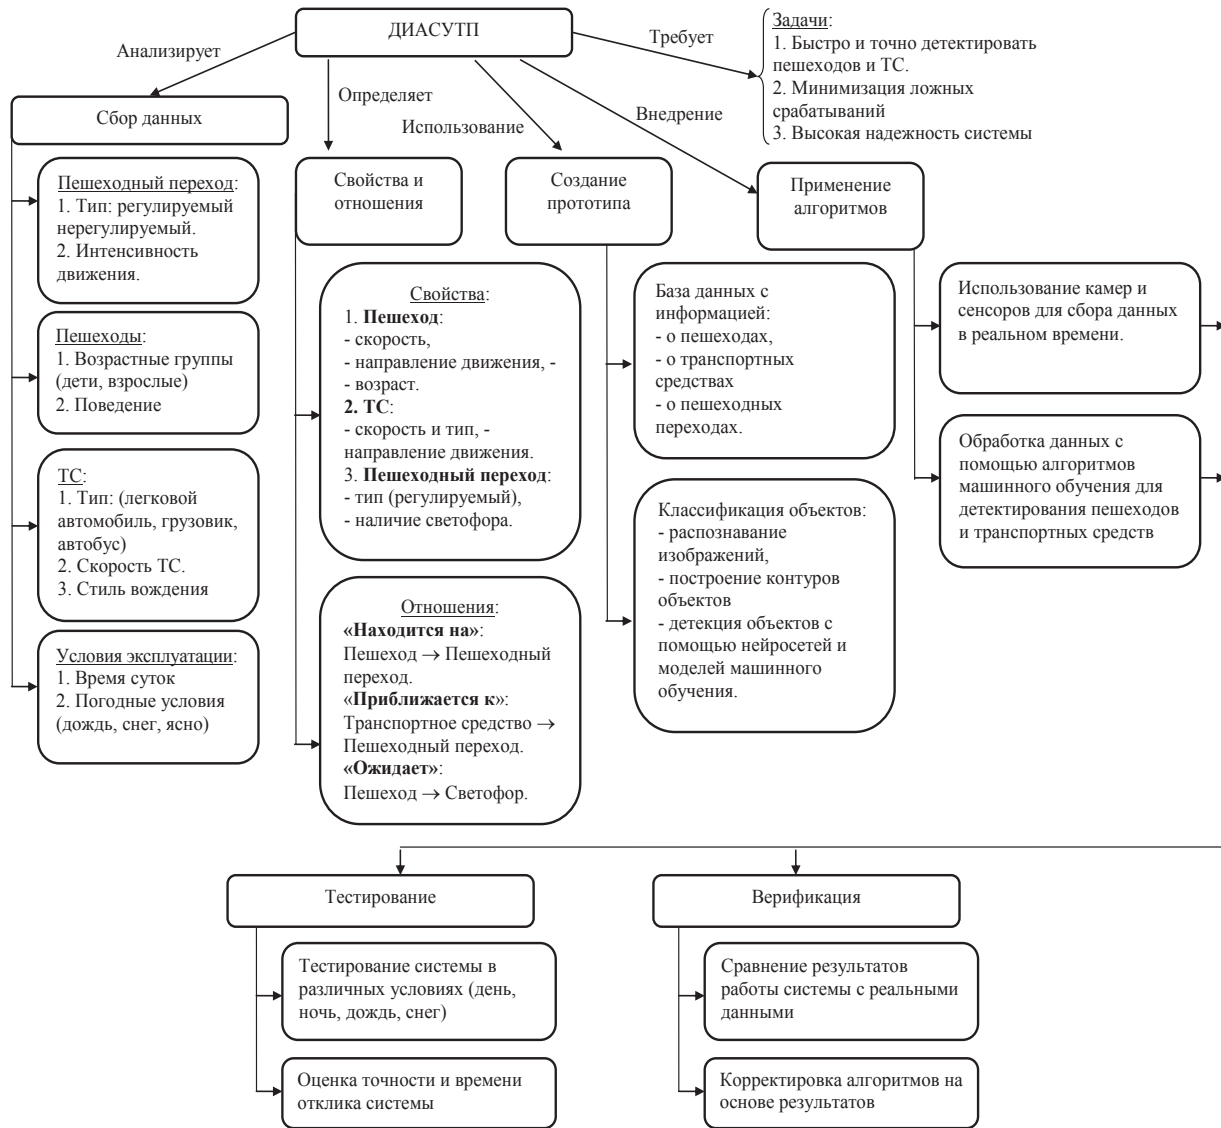 ДИАСУТП
Анализирует
Определяет
Использование
Внедрение
Требует
Задачи:
1. Быстро и точно детектировать
пешеходов и ТС.
2. Минимизация ложных
срабатываний
3. Высокая надежность системы
Сбор данных
Пешеходный переход:
1. Тип: регулируемый
нерегулируемый.
2. Интенсивность
движения.
Пешеходы:
1. Возрастные группы
(дети, взрослые)
2. Поведение
ТС:
1. Тип: (легковой
автомобиль, грузовик,
автобус)
2. Скорость ТС.
3. Стиль вождения
Условия эксплуатации:
1. Время суток
2. Погодные условия
(дождь, снег, ясно)
Свойства и
отношения
Свойства:
1. Пешеход:
- скорость,
- направление движения, -
- возраст.
2. ТС:
- скорость и тип, -
направление движения.
3. Пешеходный переход:
- тип (регулируемый),
- наличие светофора.
Отношения:
«Находится на»:
Пешеход → Пешеходный
переход.
«Приближается к»:
Транспортное средство →
Пешеходный переход.
«Ожидает»:
Пешеход → Светофор.
Создание
прототипа
База данных с
информацией:
- о пешеходах,
- о транспортных
средствах
- о пешеходных
переходах.
Классификация объектов:
- распознавание
изображений,
- построение контуров
объектов
- детекция объектов с
помощью нейросетей и
моделей машинного
обучения.
Применение
алгоритмов
Использование камер и
сенсоров для сбора данных
в реальном времени.
Обработка данных с
помощью алгоритмов
машинного обучения для
детектирования пешеходов
и транспортных средств
Тестирование
Тестирование системы в
различных условиях (день,
ночь, дождь, снег)
Оценка точности и времени
отклика системы
Верификация
Сравнение результатов
работы системы с реальными
данными
Корректировка алгоритмов на
основе результатов